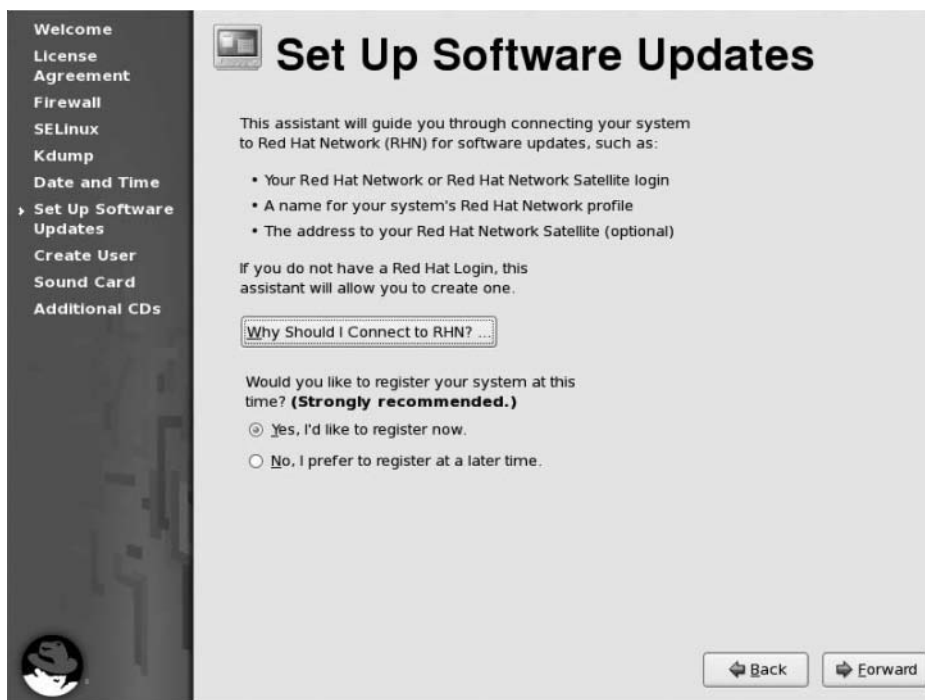 Welcome
License
Agreement
Firewall
SELinux
Kdump
Date and Time
Set Up Software
Updates
Create User
Sound Card
Additional CDs
Set Up Software Updates
This assistant will guide you through connecting your system
to Red Hat Network (RHN) for software updates, such as:
• Your Red Hat Network or Red Hat Network Satellite login
• A name for your system's Red Hat Network profile
• The address to your Red Hat Network Satellite (optional)
If you do not have a Red Hat Login, this
assistant will allow you to create one.
Why Should I Connect to RHN? ...
Would you like to register your system at this
time? (Strongly recommended.)
Yes, I'd like to register now.
No, I prefer to register at a later time.
Back
Forward